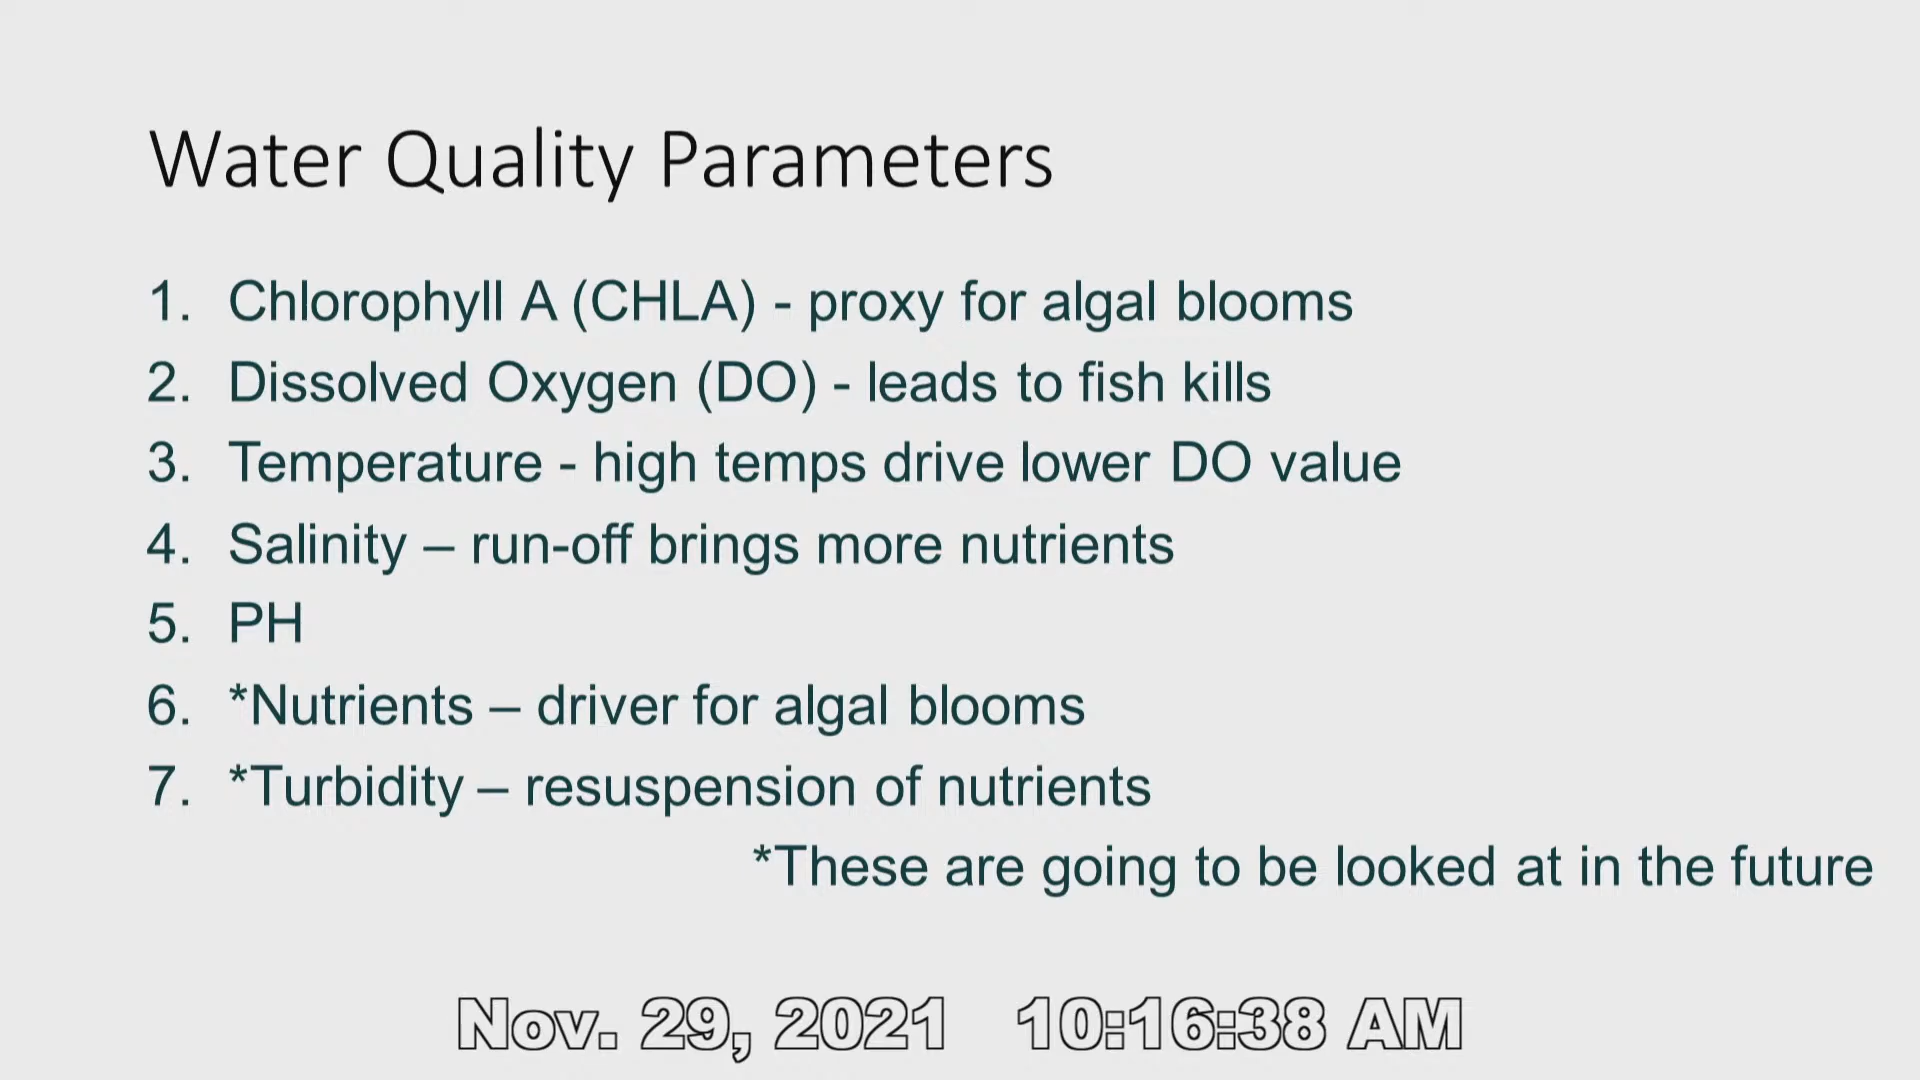 Water Quality Parameters
1. Chlorophyll A (CHLA) - proxy for algal blooms
2. Dissolved Oxygen (DO) - leads to fish kills
3. Temperature - high temps drive lower DO value
4. Salinity – run-off brings more nutrients
5. PH
6. *Nutrients – driver for algal blooms
7. *Turbidity – resuspension of nutrients
*These are going to be looked at in the future
Nov. 29, 2021 10:16:38 AM